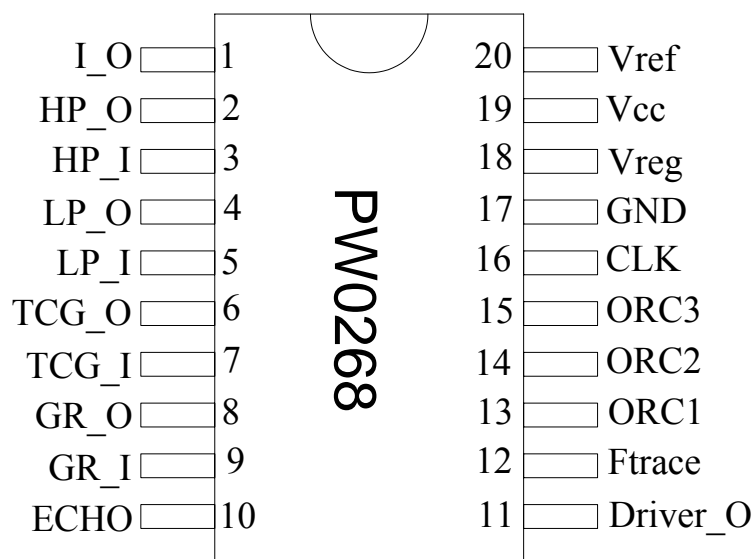 I_O 1 20 Vref
HP_O 2 19 Vcc
HP_I 3 18 Vreg
LP_O 4 17 GND
LP_I 5 16 CLK
TCG_O 6 15 ORC3
TCG_I 7 14 ORC2
GR_O 8 13 ORC1
GR_I 9 12 Ftrace
ECHO 10 11 Driver_O
PW0268